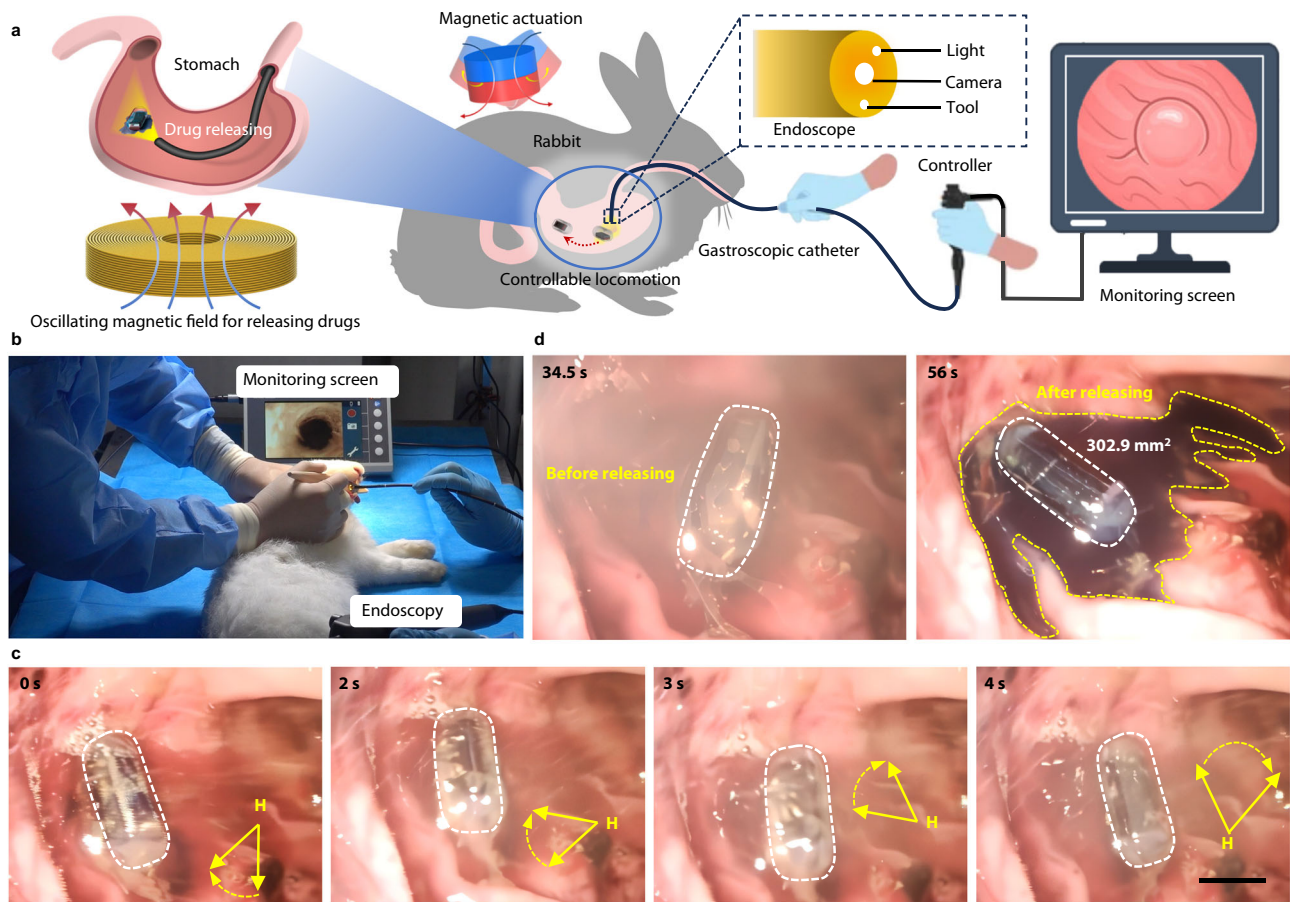 a
Magnetic actuation
Stomach
Drug releasing
Rabbit
Light
Camera
Tool
Endoscope
Controller
Gastroscopic catheter
Controllable locomotion
Monitoring screen
Oscillating magnetic field for releasing drugs
b
Monitoring screen
Endoscopy
d
34.5 s
Before releasing
56 s
After releasing
302.9 mm²
c
0 s
H
2 s
H
3 s
H
4 s
H